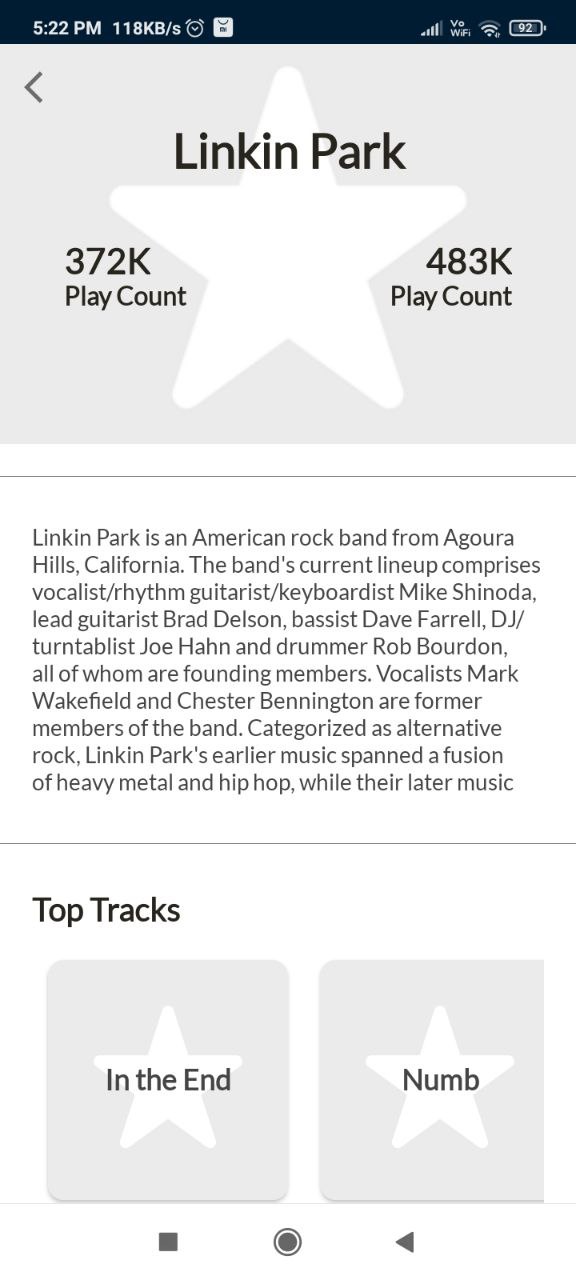 5:22 PM 118KB/s
Vo
WiFi
92
Linkin Park
372K 483K
Play Count Play Count
Linkin Park is an American rock band from Agoura
Hills, California. The band's current lineup comprises
vocalist/rhythm guitarist/keyboardist Mike Shinoda,
lead guitarist Brad Delson, bassist Dave Farrell, DJ/
turntablist Joe Hahn and drummer Rob Bourdon,
all of whom are founding members. Vocalists Mark
Wakefield and Chester Bennington are former
members of the band. Categorized as alternative
rock, Linkin Park's earlier music spanned a fusion
of heavy metal and hip hop, while their later music
Top Tracks
In the End Numb